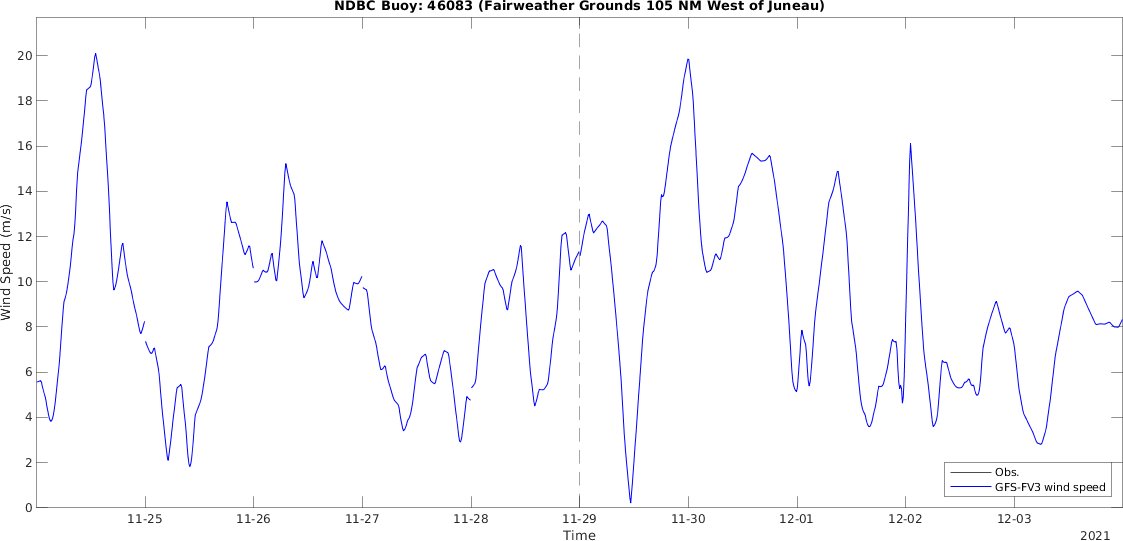 NDBC Buoy: 46083 (Fairweather Grounds 105 NM West of Juneau)
20
18
16
14
12
10
8
6
4
2
0
Wind Speed (m/s)
Obs.
GFS-FV3 wind speed
11-25 11-26 11-27 11-28 11-29 11-30 12-01 12-02 12-03
Time
2021